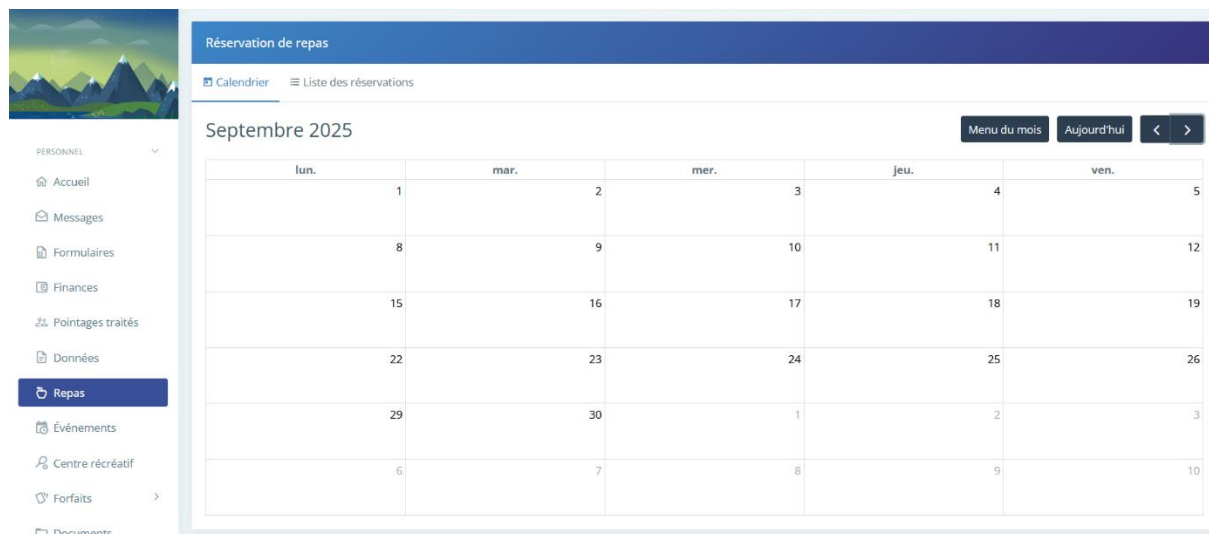 Réservation de repas
Calendrier Liste des réservations
Septembre 2025
Menu du mois Aujourd'hui
PERSONNEL
Accueil
Messages
Formulaires
Finances
Pointages traités
Données
Repas
Événements
Centre récréatif
Forfaits
Documents
lun. mar. mer. jeu. ven.
1 2 3 4 5
8 9 10 11 12
15 16 17 18 19
22 23 24 25 26
29 30 1 2 3
6 7 8 9 10